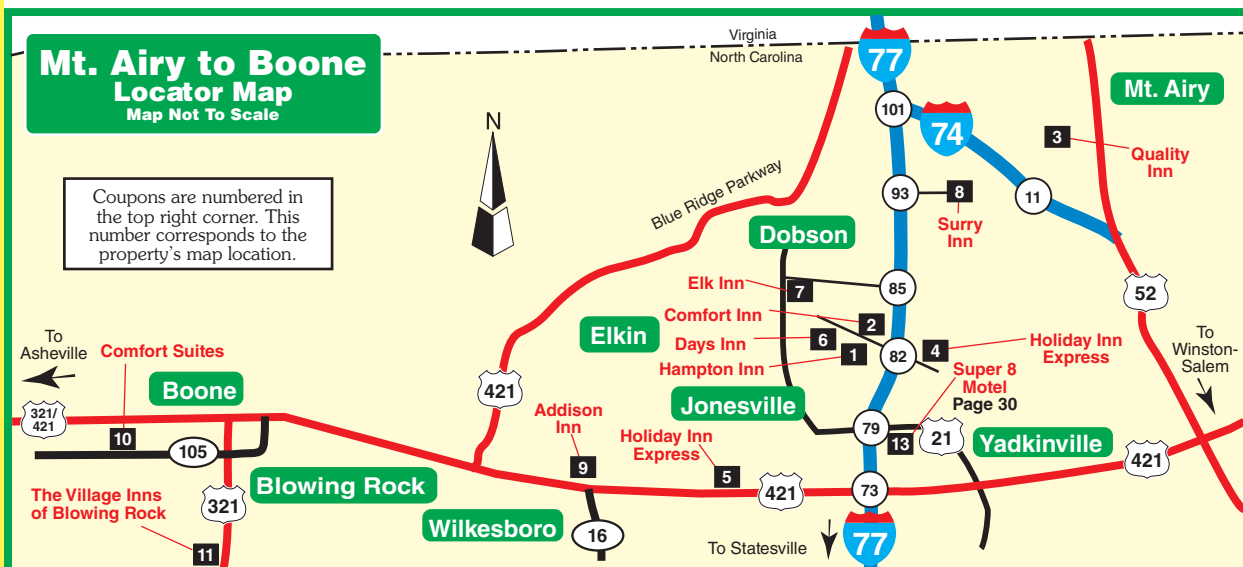 Mt. Airy to Boone
Locator Map
Map Not To Scale
Virginia
North Carolina
77
101
74
Mt. Airy
N
3
Quality
Inn
Coupons are numbered in
the top right corner. This
number corresponds to the
property's map location.
Blue Ridge Parkway
93
8
11
Surry
Inn
Dobson
Elk Inn
7
85
52
Comfort Inn
2
Elkin
Days Inn
6
Hampton Inn
1
82
4
Holiday Inn
Express
To
Winston-
Salem
To
Asheville
Comfort Suites
Boone
421
Super 8
Motel
Page 30
Jonesville
321/
421
10
105
Addison
Inn
9
Holiday Inn
Express
5
79
13
21
Yadkinville
421
421
73
Blowing Rock
321
The Village Inns
of Blowing Rock
11
Wilkesboro
16
To Statesville
77